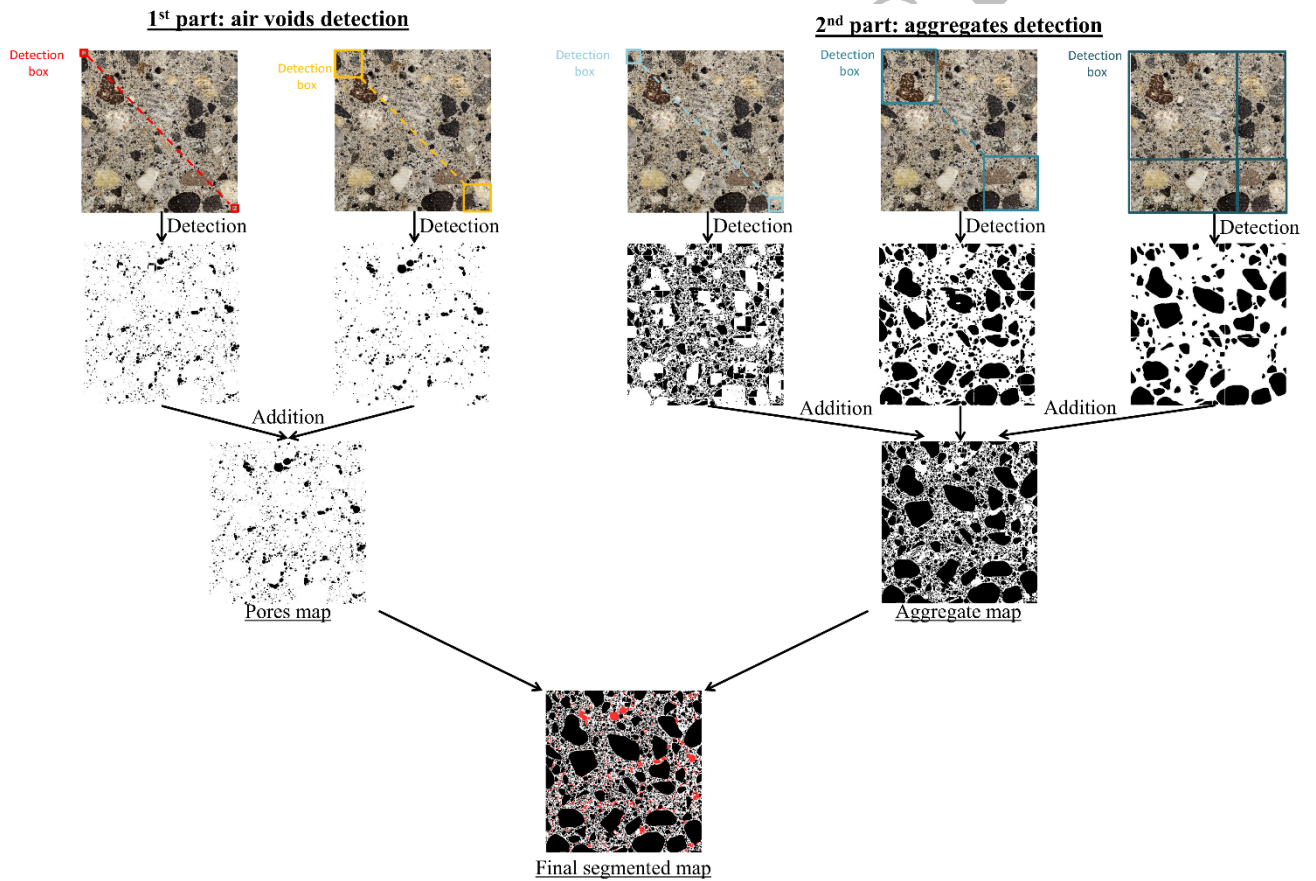 1st part: air voids detection
2nd part: aggregates detection
Detection
box
Detection
box
Detection
box
Detection
box
Detection
box
Detection
Detection
Detection
Detection
Detection
Addition
Addition
Addition
Pores map
Aggregate map
Final segmented map